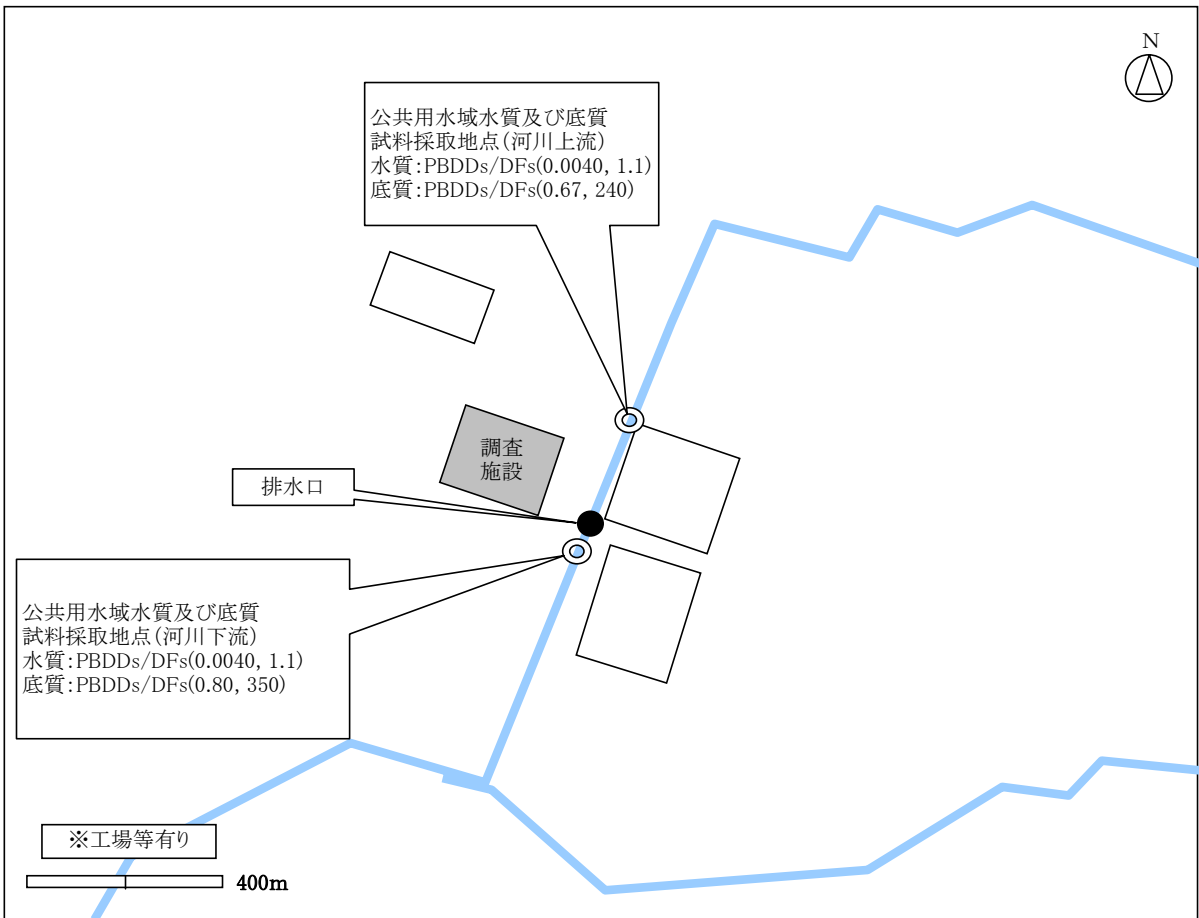 N
公共用水域水質及び底質
試料採取地点(河川上流)
水質:PBDDs/DFs(0.0040, 1.1)
底質:PBDDs/DFs(0.67, 240)
調査
施設
排水口
公共用水域水質及び底質
試料採取地点(河川下流)
水質:PBDDs/DFs(0.0040, 1.1)
底質:PBDDs/DFs(0.80, 350)
※工場等有り
400m